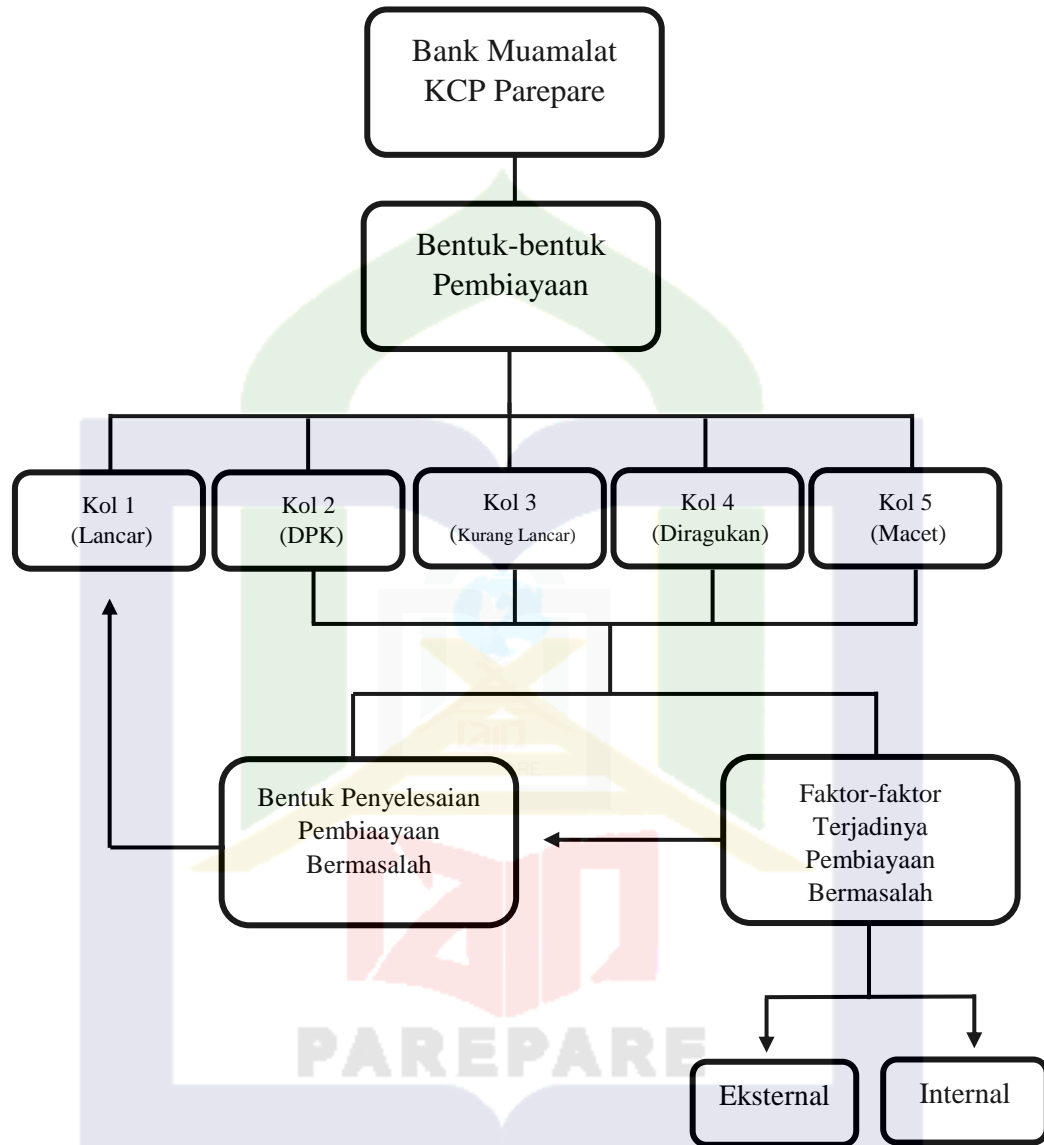 Bank Muamalat
KCP Parepare
Bentuk-bentuk
Pembiayaan
Kol 1
(Lancar)
Kol 2
(DPK)
Kol 3
(Kurang Lancar)
Kol 4
(Diragukan)
Kol 5
(Macet)
Bentuk Penyelesaian
Pembiaayaan
Bermasalah
Faktor-faktor
Terjadinya
Pembiayaan
Bermasalah
PAREPARE
Eksternal
Internal